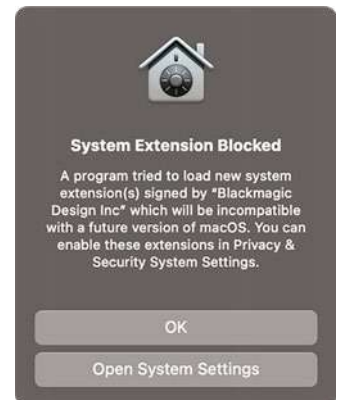 System Extension Blocked
A program tried to load new system
extension(s) signed by "Blackmagic
Design Inc" which will be incompatible
with a future version of macOS. You can
enable these extensions in Privacy &
Security System Settings.
OK
Open System Settings